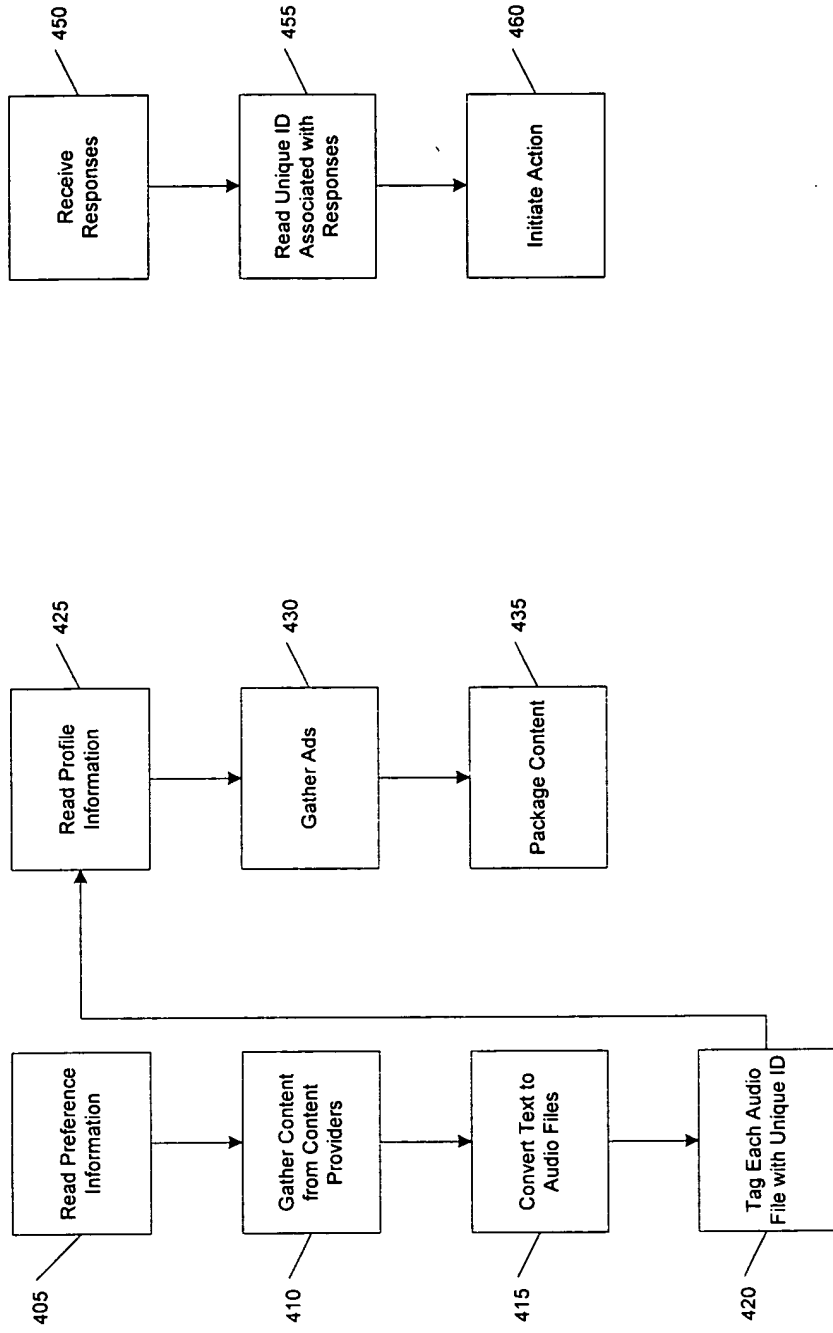 405
Read Preference
Information
410
Gather Content
from Content
Providers
415
Convert Text to
Audio Files
420
Tag Each Audio
File with Unique ID
425
Read Profile
Information
430
Gather Ads
435
Package Content
450
Receive
Responses
455
Read Unique ID
Associated with
Responses
460
Initiate Action